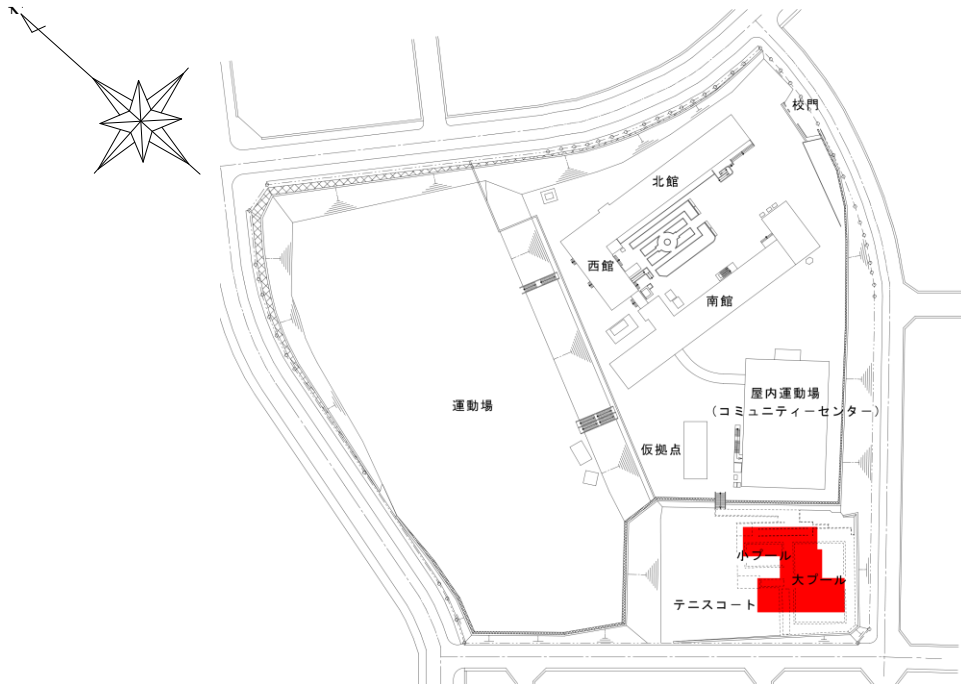 N
校門
北館
西館
南館
屋内運動場
(コミュニティーセンター)
運動場
仮拠点
小プール
大プール
テニスコート